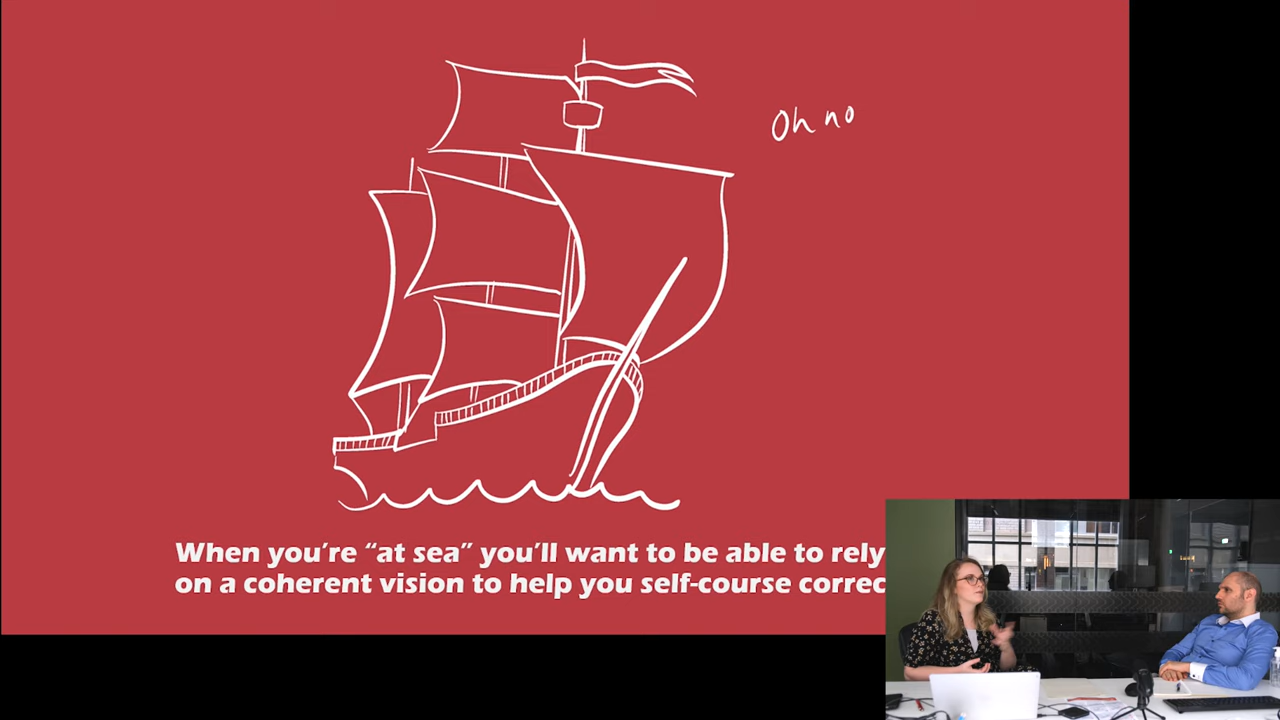 Oh no
When you're “at sea” you'll want to be able to rely
on a coherent vision to help you self-course correc